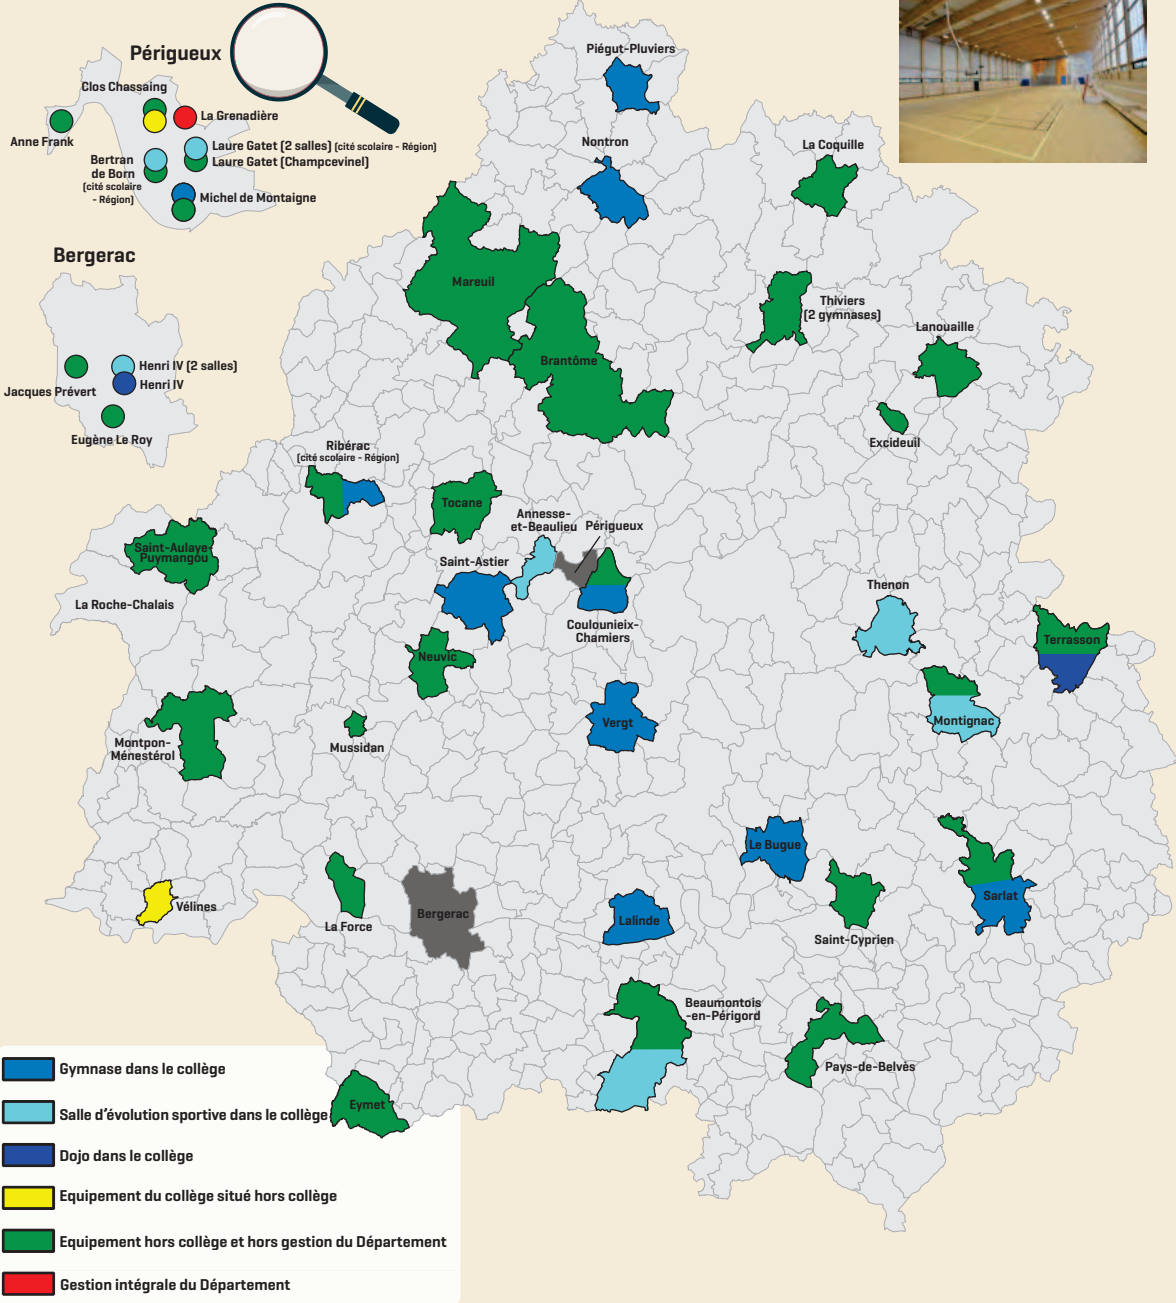 Périgueux
Clos Chassaing
La Grenadière
Anne Frank
Laure Gatet (2 salles) (cité scolaire - Région)
Laure Gatet (Champcevinel)
Bertran
de Born
(cité scolaire
- Région)
Michel de Montaigne
Bergerac
Henri IV (2 salles)
Henri IV
Jacques Prévert
Eugène Le Roy
Piégut-Pluviers
Nontron
La Coquille
Mareuil
Thiviers
(2 gymnases)
Lanouaille
Brantôme
Excideuil
Ribérac
(cité scolaire - Région)
Tocane
Annesse-
et-Beaulieu
Périgueux
Saint-Aulaye-
Puymangou
Saint-Astier
La Roche-Chalais
Coulounieix-
Chamiers
Thenon
Terrasson
Neuvic
Montignac
Vergt
Montpon-
Ménestérol
Mussidan
Le Bugue
Sarlat
Vélines
La Force
Bergerac
Lalinde
Saint-Cyprien
Beaumontois
-en-Périgord
Pays-de-Belvès
Eymet
Gymnase dans le collège
Salle d'évolution sportive dans le collège
Dojo dans le collège
Equipement du collège situé hors collège
Equipement hors collège et hors gestion du Département
Gestion intégrale du Département